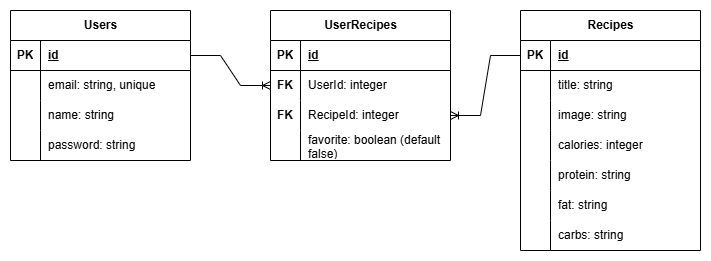 Users
PK id
email: string, unique
name: string
password: string
UserRecipes
PK id
FK UserId: integer
FK RecipeId: integer
favorite: boolean (default
false)
Recipes
PK id
title: string
image: string
calories: integer
protein: string
fat: string
carbs: string